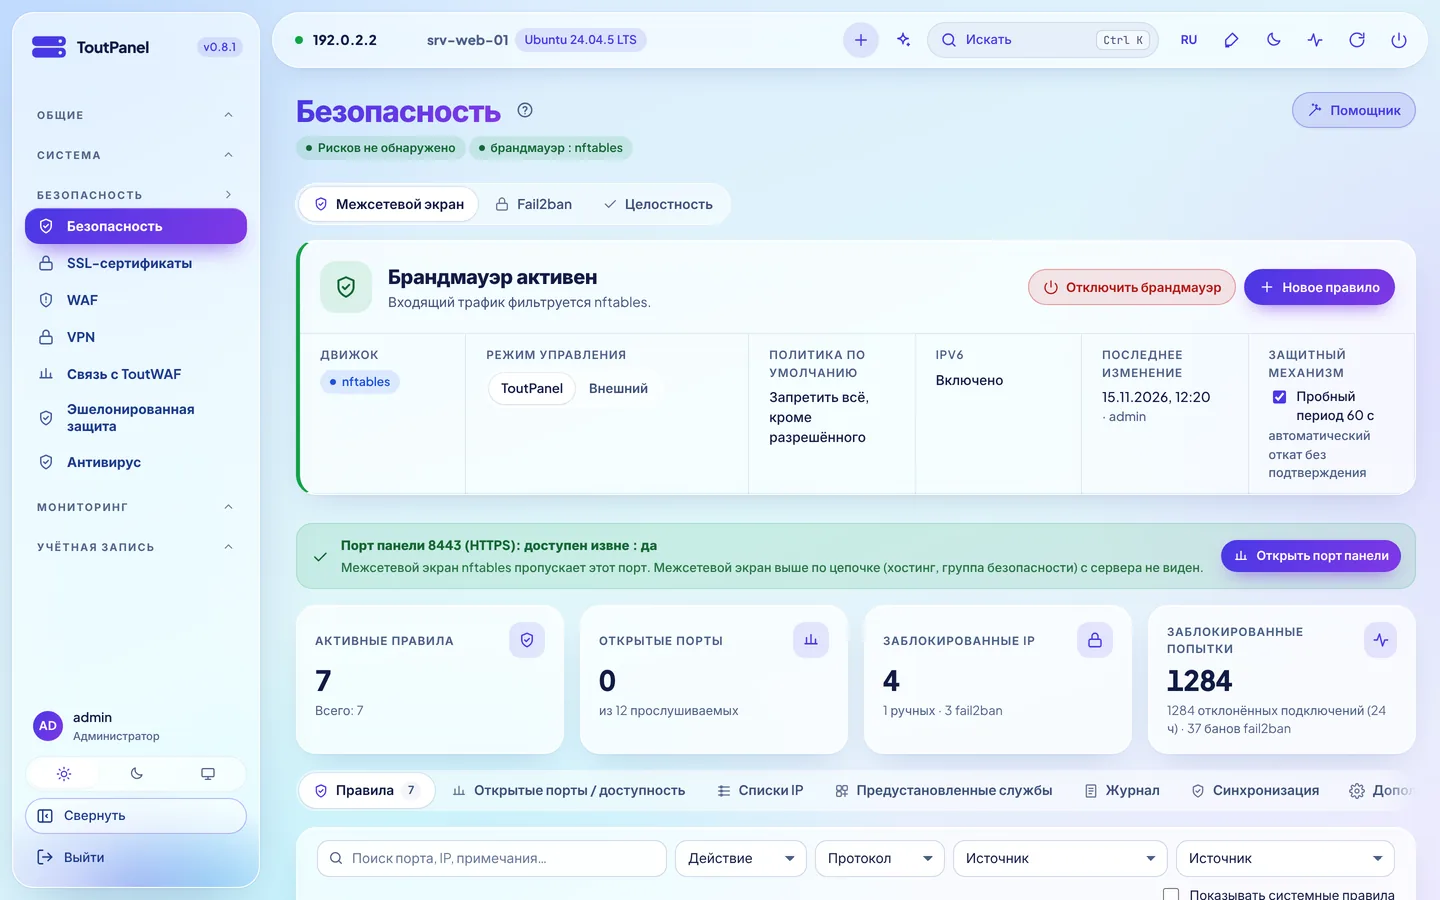 ToutPanel
v0.8.1
ОБЩИЕ
СИСТЕМА
БЕЗОПАСНОСТЬ
Безопасность
SSL-сертификаты
WAF
VPN
Связь с ToutWAF
Эшелонированная
защита
Антивирус
МОНИТОРИНГ
УЧЁТНАЯ ЗАПИСЬ
AD
admin
Администратор
Свернуть
Выйти
192.0.2.2
srv-web-01
Ubuntu 24.04.5 LTS
Искать
Ctrl K
RU
Безопасность
Помощник
Рисков не обнаружено
брандмауэр : nftables
Межсетевой экран
Fail2ban
Целостность
Брандмауэр активен
Входящий трафик фильтруется nftables.
Отключить брандмауэр
Новое правило
ДВИЖОК
nftables
РЕЖИМ УПРАВЛЕНИЯ
ToutPanel
Внешний
ПОЛИТИКА ПО
УМОЛЧАНИЮ
Запретить всё,
кроме
разрешённого
IPV6
Включено
ПОСЛЕДНЕЕ
ИЗМЕНЕНИЕ
15.11.2026, 12:20
· admin
ЗАЩИТНЫЙ
МЕХАНИЗМ
Пробный
период 60 с
автоматический
откат без
подтверждения
Порт панели 8443 (HTTPS): доступен извне : да
Межсетевой экран nftables пропускает этот порт. Межсетевой экран выше по цепочке (хостинг, группа безопасности) с сервера не виден.
Открыть порт панели
АКТИВНЫЕ ПРАВИЛА
7
Всего: 7
ОТКРЫТЫЕ ПОРТЫ
0
из 12 прослушиваемых
ЗАБЛОКИРОВАННЫЕ IP
4
1 ручных · 3 fail2ban
ЗАБЛОКИРОВАННЫЕ
ПОПЫТКИ
1284
1284 отклонённых подключений (24
ч) · 37 банов fail2ban
Правила 7
Открытые порты / доступность
Списки IP
Предустановленные службы
Журнал
Синхронизация
Допол
Поиск порта, IP, примечания...
Действие
Протокол
Источник
Источник
Показывать системные правила